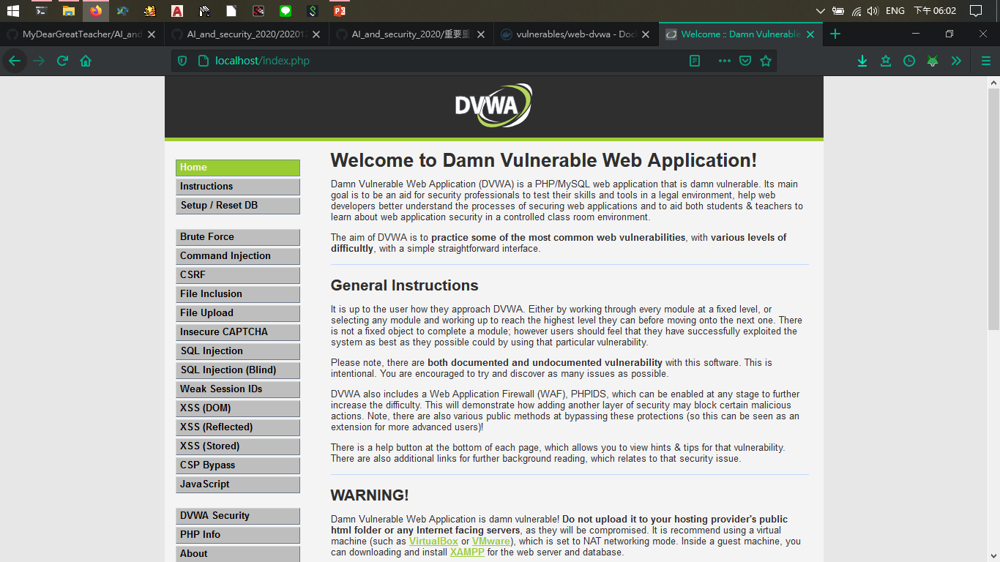 ENG 下午 06:02
MyDearGreatTeacher/AI_and
AI_and_security_2020/20201
AI_and_security_2020/重要重
vulnerables/web-dvwa - Doc
Welcome :: Damn Vulnerable
localhost/index.php
DVWA
Home
Instructions
Setup / Reset DB
Brute Force
Command Injection
CSRF
File Inclusion
File Upload
Insecure CAPTCHA
SQL Injection
SQL Injection (Blind)
Weak Session IDs
XSS (DOM)
XSS (Reflected)
XSS (Stored)
CSP Bypass
JavaScript
DVWA Security
PHP Info
About
Welcome to Damn Vulnerable Web Application!
Damn Vulnerable Web Application (DVWA) is a PHP/MySQL web application that is damn vulnerable. Its main
goal is to be an aid for security professionals to test their skills and tools in a legal environment, help web
developers better understand the processes of securing web applications and to aid both students & teachers to
learn about web application security in a controlled class room environment.
The aim of DVWA is to practice some of the most common web vulnerabilities, with various levels of
difficultly, with a simple straightforward interface.
General Instructions
It is up to the user how they approach DVWA. Either by working through every module at a fixed level, or
selecting any module and working up to reach the highest level they can before moving onto the next one. There
is not a fixed object to complete a module; however users should feel that they have successfully exploited the
system as best as they possible could by using that particular vulnerability.
Please note, there are both documented and undocumented vulnerability with this software. This is
intentional. You are encouraged to try and discover as many issues as possible.
DVWA also includes a Web Application Firewall (WAF), PHPIDS, which can be enabled at any stage to further
increase the difficulty. This will demonstrate how adding another layer of security may block certain malicious
actions. Note, there are also various public methods at bypassing these protections (so this can be seen as an
extension for more advanced users)!
There is a help button at the bottom of each page, which allows you to view hints & tips for that vulnerability.
There are also additional links for further background reading, which relates to that security issue.
WARNING!
Damn Vulnerable Web Application is damn vulnerable! Do not upload it to your hosting provider's public
html folder or any Internet facing servers, as they will be compromised. It is recommend using a virtual
machine (such as VirtualBox or VMware), which is set to NAT networking mode. Inside a guest machine, you
can downloading and install XAMPP for the web server and database.